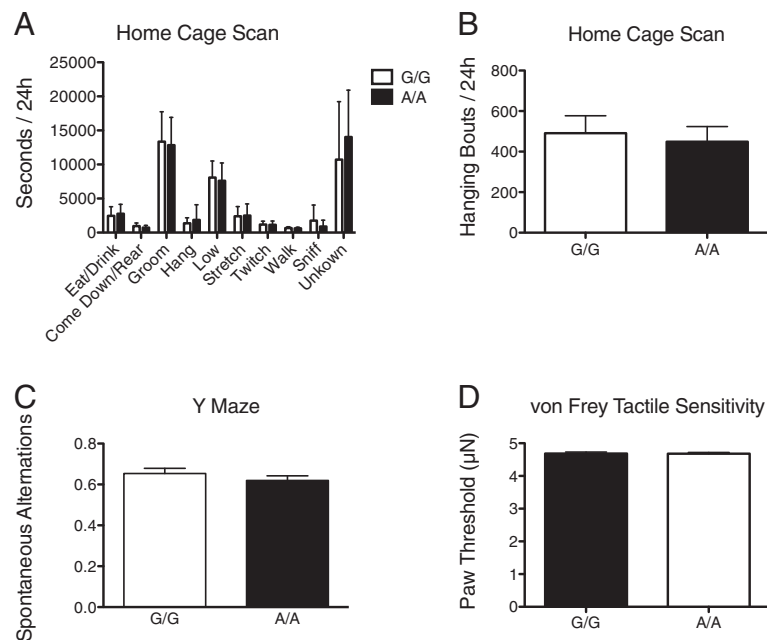 A
Home Cage Scan
Seconds / 24h
25000
20000
15000
10000
5000
0
G/G
A/A
Eat/Drink
Come Down/Rear
Groom
Hang
Low
Stretch
Twitch
Walk
Sniff
Unkown
B
Home Cage Scan
Hanging Bouts / 24h
800
600
400
200
0
G/G
A/A
C
Y Maze
Spontaneous Alternations
0.8
0.6
0.4
0.2
0.0
G/G
A/A
D
von Frey Tactile Sensitivity
Paw Threshold (µN)
5
4
3
2
1
0
G/G
A/A